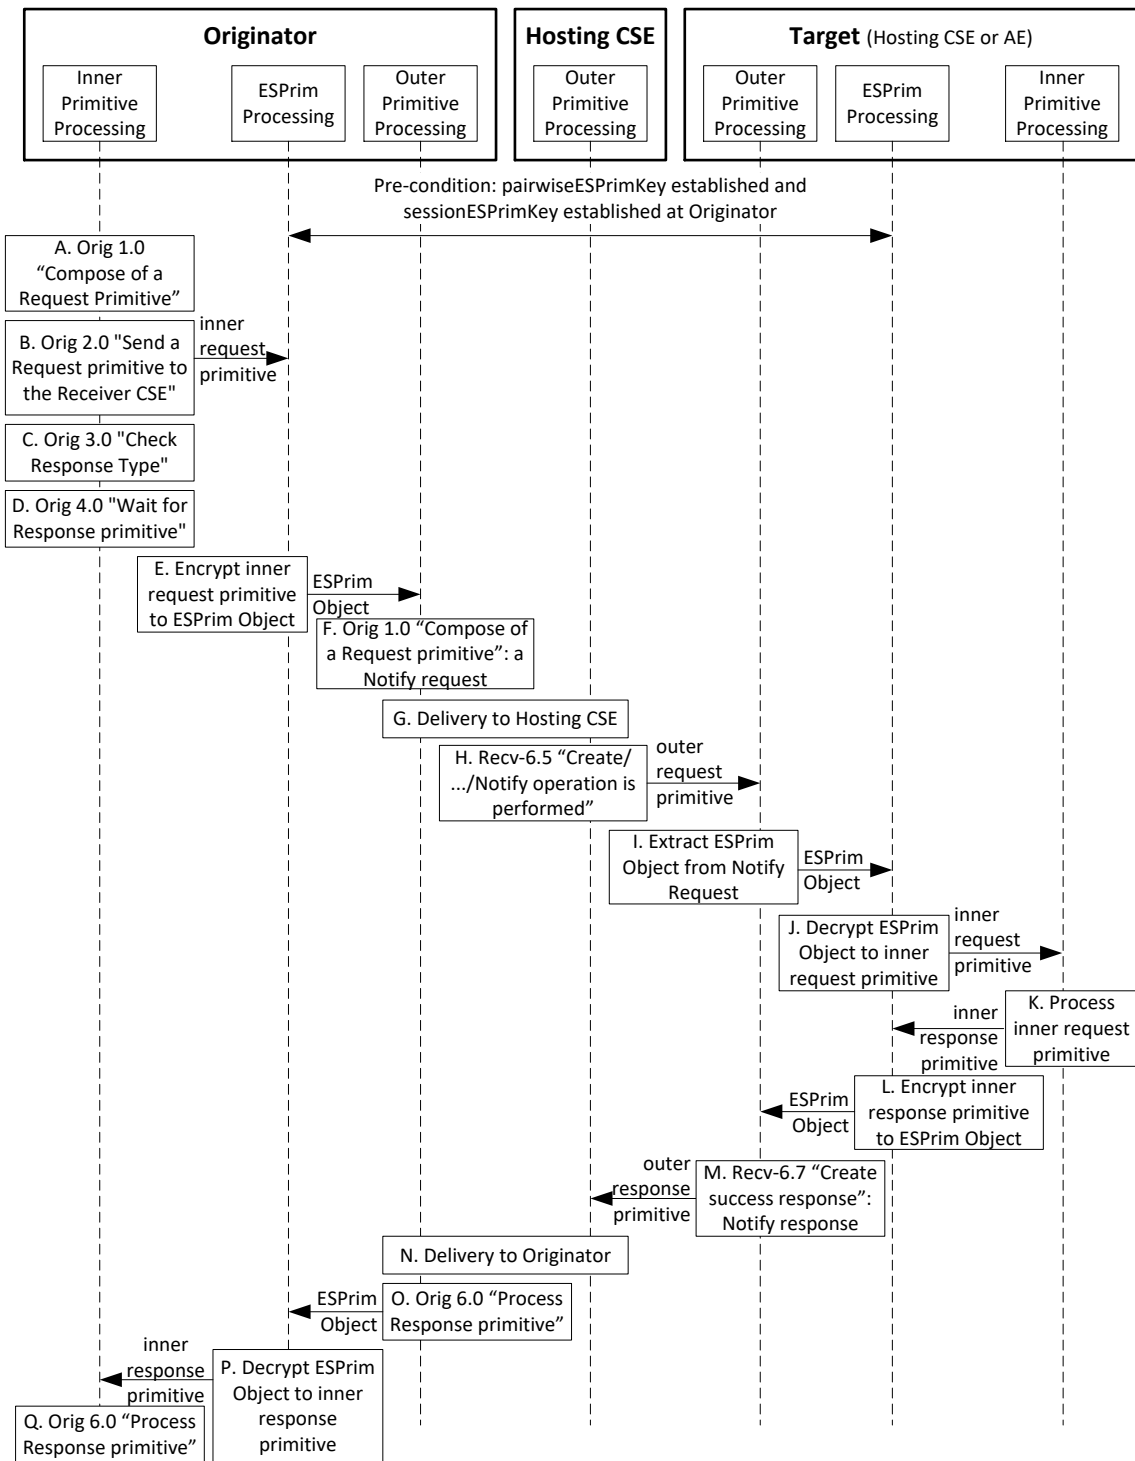 Originator
Hosting CSE
Target (Hosting CSE or AE)
Inner
Primitive
Processing
ESPrim
Processing
Outer
Primitive
Processing
Outer
Primitive
Processing
Outer
Primitive
Processing
ESPrim
Processing
Inner
Primitive
Processing
Pre-condition: pairwiseESPrimKey established and
sessionESPrimKey established at Originator
A. Orig 1.0
“Compose of a
Request Primitive”
B. Orig 2.0 "Send a
Request primitive to
the Receiver CSE"
inner
request
primitive
C. Orig 3.0 "Check
Response Type"
D. Orig 4.0 "Wait for
Response primitive"
E. Encrypt inner
request primitive
to ESPrim Object
ESPrim
Object
F. Orig 1.0 “Compose of
a Request primitive”: a
Notify request
G. Delivery to Hosting CSE
H. Recv-6.5 “Create/
.../Notify operation is
performed”
outer
request
primitive
I. Extract ESPrim
Object from Notify
Request
ESPrim
Object
J. Decrypt ESPrim
Object to inner
request primitive
inner
request
primitive
K. Process
inner request
primitive
inner
response
primitive
L. Encrypt inner
response primitive
to ESPrim Object
ESPrim
Object
M. Recv-6.7 “Create
success response”:
Notify response
outer
response
primitive
N. Delivery to Originator
O. Orig 6.0 “Process
Response primitive”
ESPrim
Object
P. Decrypt ESPrim
Object to inner
response
primitive
inner
response
primitive
Q. Orig 6.0 “Process
Response primitive”